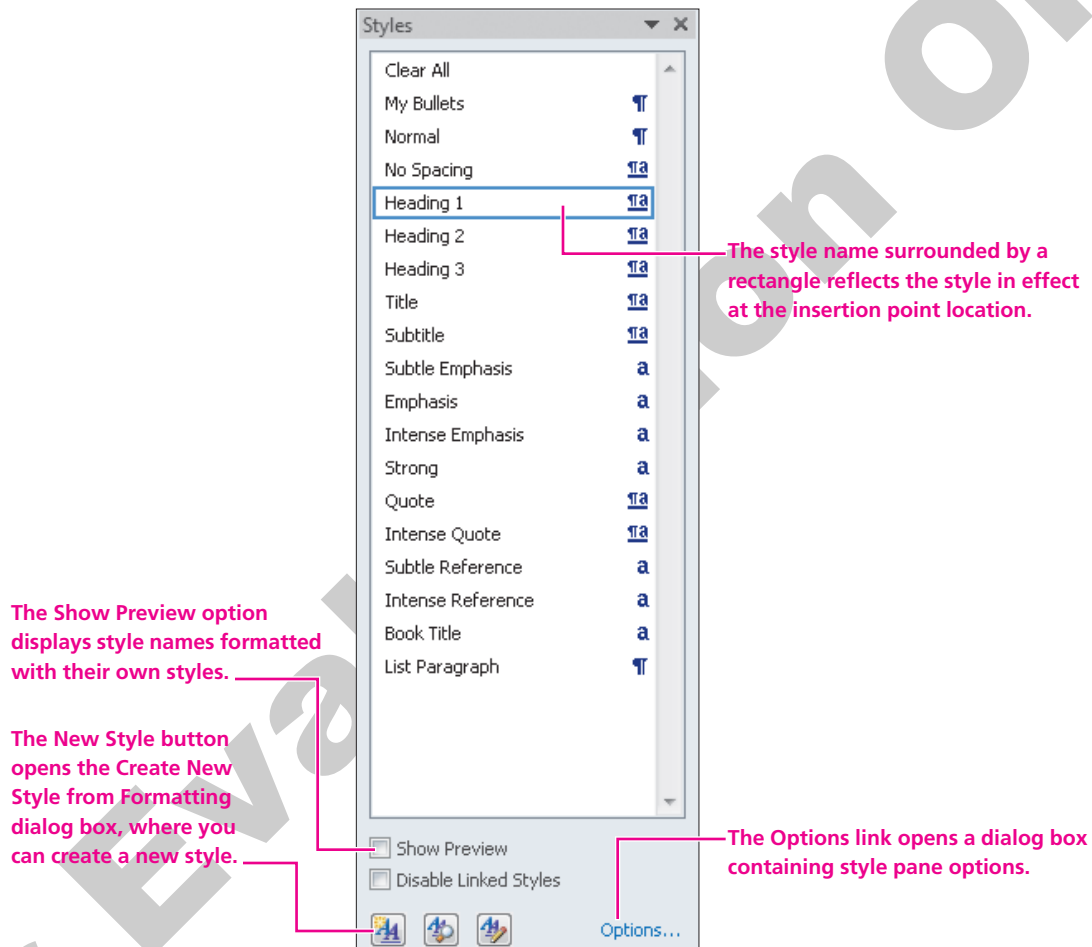 Styles
Clear All
My Bullets
Normal
No Spacing
Heading 1
Heading 2
Heading 3
Title
Subtitle
Subtle Emphasis
Emphasis
Intense Emphasis
Strong
Quote
Intense Quote
Subtle Reference
Intense Reference
Book Title
List Paragraph
Show Preview
Disable Linked Styles
Options...
The style name surrounded by a
rectangle reflects the style in effect
at the insertion point location.
The Show Preview option
displays style names formatted
with their own styles.
The New Style button
opens the Create New
Style from Formatting
dialog box, where you
can create a new style.
The Options link opens a dialog box
containing style pane options.